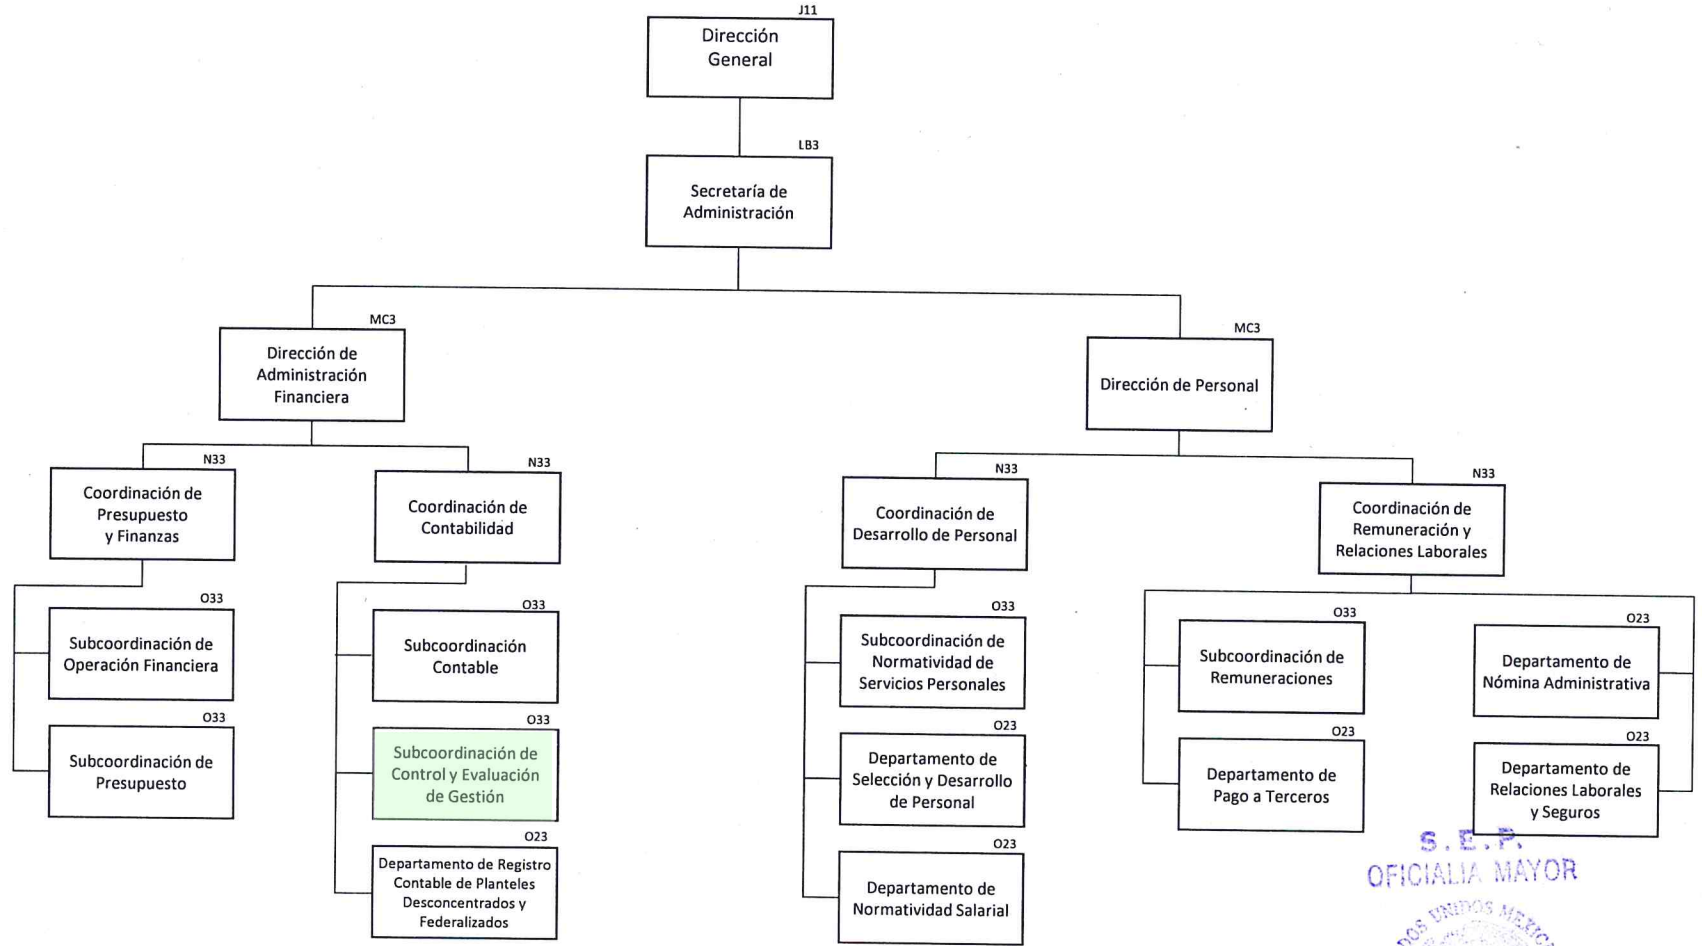 J11
Dirección
General
LB3
Secretaría de
Administración
MC3
Dirección de
Administración
Financiera
MC3
Dirección de Personal
N33
Coordinación de
Presupuesto
y Finanzas
N33
Coordinación de
Contabilidad
N33
Coordinación de
Desarrollo de Personal
N33
Coordinación de
Remuneración y
Relaciones Laborales
O33
Subcoordinación de
Operación Financiera
O33
Subcoordinación de
Presupuesto
O33
Subcoordinación
Contable
O33
Subcoordinación de
Control y Evaluación
de Gestión
O23
Departamento de Registro
Contable de Planteles
Desconcentrados y
Federalizados
O33
Subcoordinación de
Normatividad de
Servicios Personales
O23
Departamento de
Selección y Desarrollo
de Personal
O23
Departamento de
Normatividad Salarial
O33
Subcoordinación de
Remuneraciones
O23
Departamento de
Pago a Terceros
O23
Departamento de
Nómina Administrativa
O23
Departamento de
Relaciones Laborales
y Seguros
S.E.P.
OFICIALIA MAYOR
UNIDOS